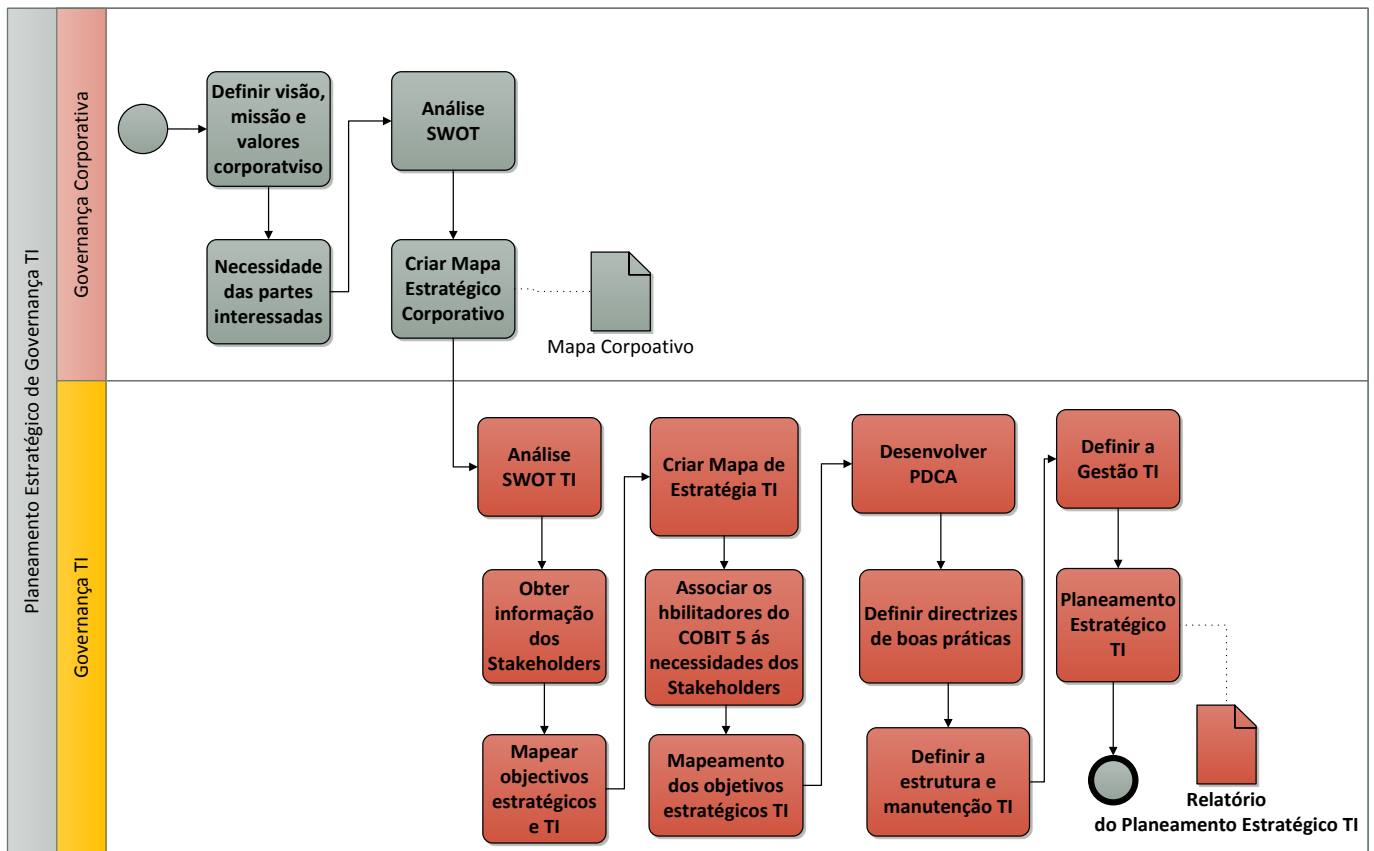 Planeamento Estratégico de Governança TI
Governança Corporativa
Definir visão,
missão e
valores
corporatviso
Necessidade
das partes
interessadas
Análise
SWOT
Criar Mapa
Estratégico
Corporativo
Mapa Corpoativo
Governança TI
Análise
SWOT TI
Obter
informação
dos
Stakeholders
Mapear
objectivos
estratégicos
e TI
Criar Mapa de
Estratégia TI
Associar os
hbilitadores do
COBIT 5 ás
necessidades dos
Stakeholders
Mapeamento
dos objetivos
estratégicos TI
Desenvolver
PDCA
Definir directrizes
de boas práticas
Definir a
estrutura e
manutenção TI
Definir a
Gestão TI
Planeamento
Estratégico
TI
Relatório
do Planeamento Estratégico TI